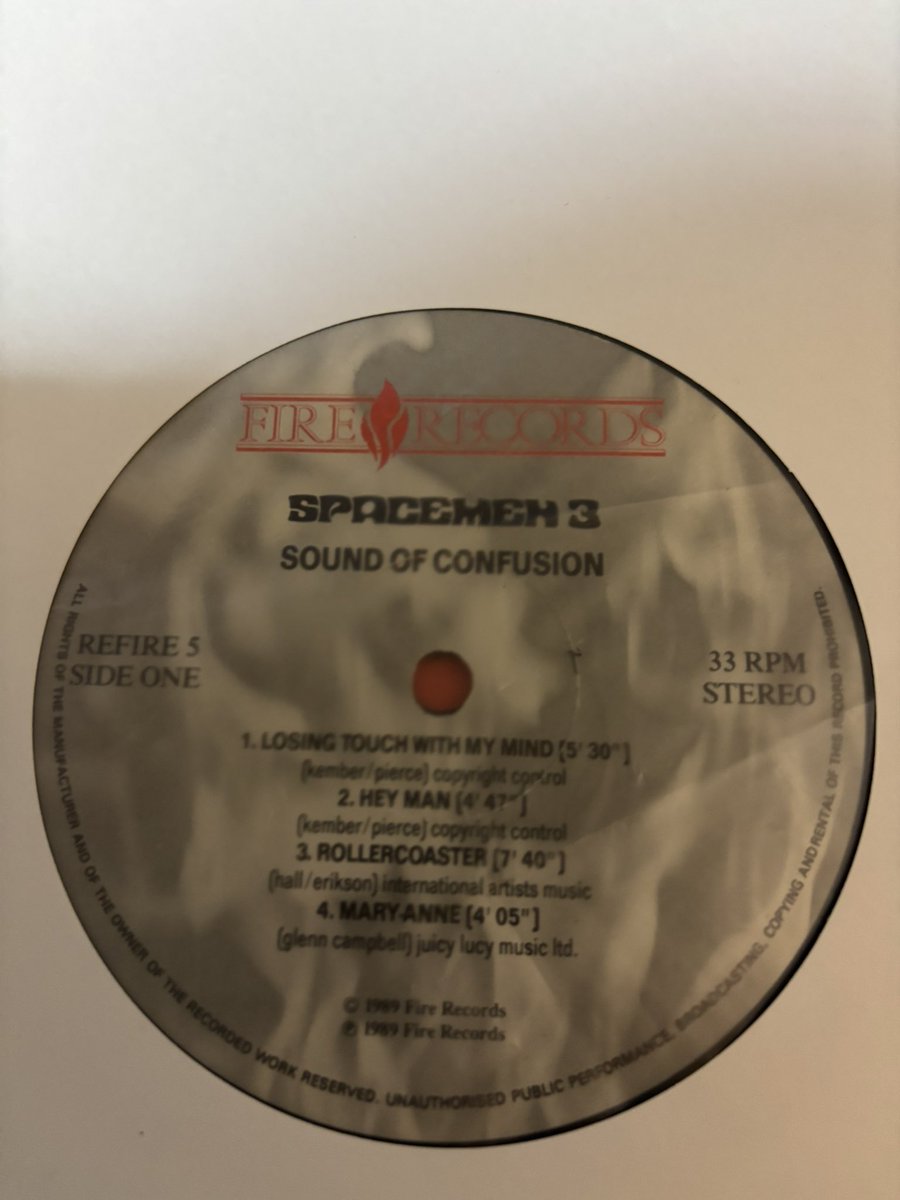 FIRE RECORDS
SPACEMEN 3
SOUND OF CONFUSION
REFIRE 5
SIDE ONE
33 RPM
STEREO
1. LOSING TOUCH WITH MY MIND [5' 30"]
(kember/pierce) copyright control
2. HEY MAN [4' 47"]
(kember/pierce) copyright control
3. ROLLERCOASTER [7' 40"]
(hall/erikson) international artists music
4. MARY-ANNE [4' 05"]
(glenn campbell) juicy lucy music ltd.
© 1989 Fire Records
℗ 1989 Fire Records
ALL RIGHTS OF THE MANUFACTURER AND OF THE OWNER OF THE RECORDED WORK RESERVED. UNAUTHORISED PUBLIC PERFORMANCE, BROADCASTING, COPYING AND RENTAL OF THIS RECORD PROHIBITED.